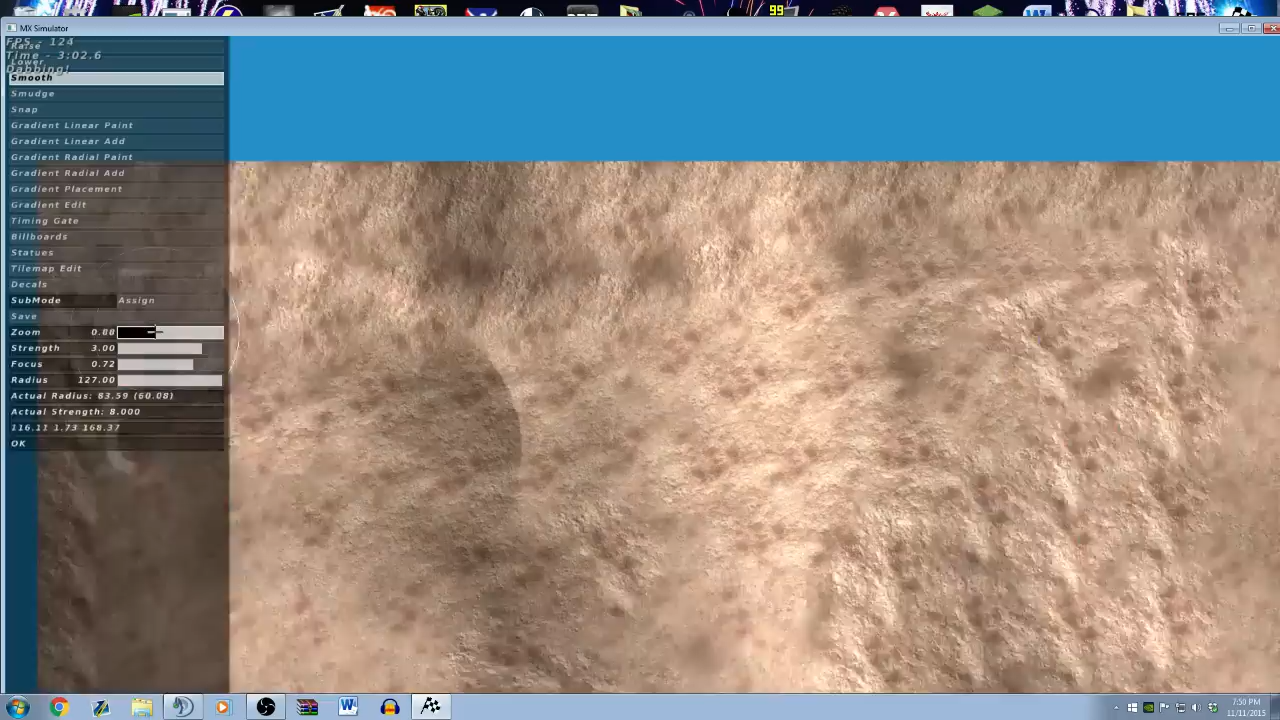 99
MX Simulator
FPS - 124
Raise
Time - 3:02.6
Lower
Dabbing!
Smooth
Smudge
Snap
Gradient Linear Paint
Gradient Linear Add
Gradient Radial Paint
Gradient Radial Add
Gradient Placement
Gradient Edit
Timing Gate
Billboards
Statues
Tilemap Edit
Decals
SubMode Assign
Save
Zoom 0.88
Strength 3.00
Focus 0.72
Radius 127.00
Actual Radius: 83.59 (60.08)
Actual Strength: 8.000
116.11 1.73 168.37
OK
7:50 PM
11/11/2015